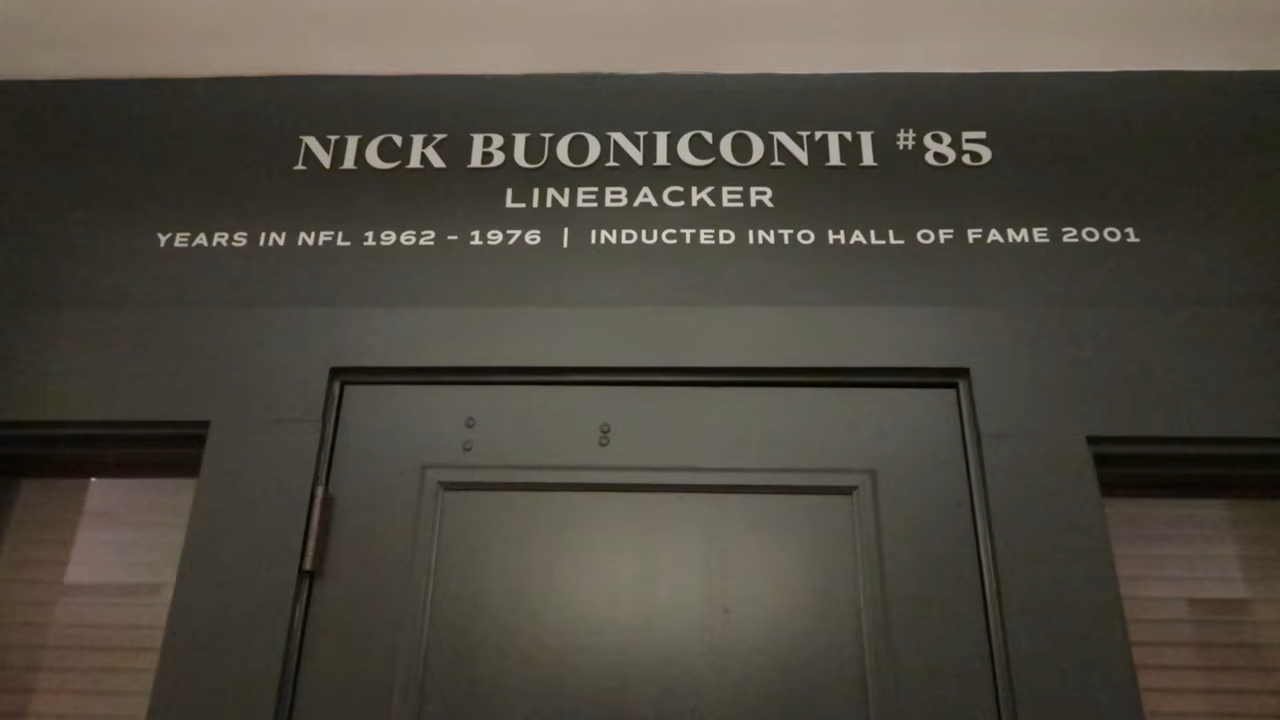 NICK BUONICONTI #85
LINEBACKER
YEARS IN NFL 1962 - 1976 | INDUCTED INTO HALL OF FAME 2001